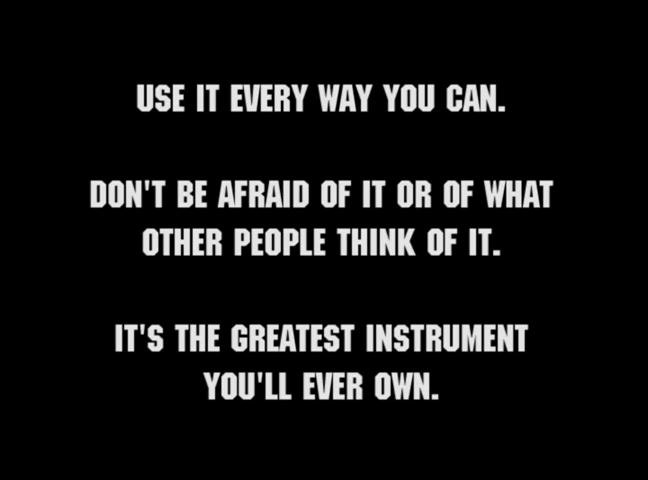 USE IT EVERY WAY YOU CAN.
DON'T BE AFRAID OF IT OR OF WHAT
OTHER PEOPLE THINK OF IT.
IT'S THE GREATEST INSTRUMENT
YOU'LL EVER OWN.